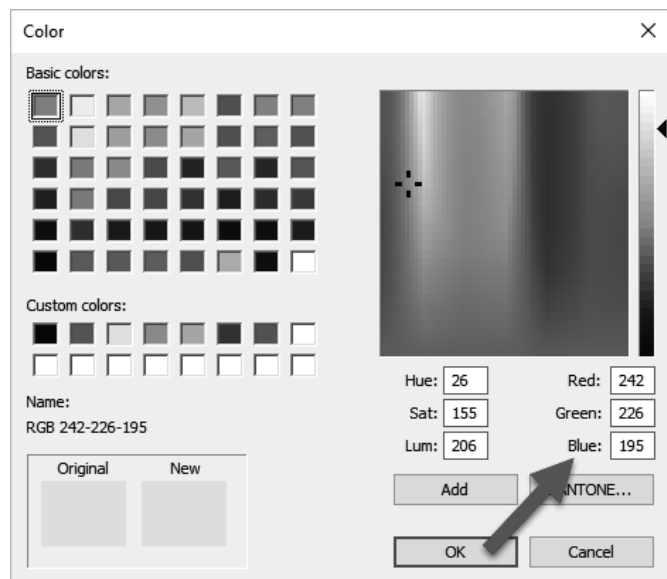 Color
Basic colors:
Custom colors:
Name:
RGB 242-226-195
Original New
Hue: 26 Red: 242
Sat: 155 Green: 226
Lum: 206 Blue: 195
Add
OK Cancel